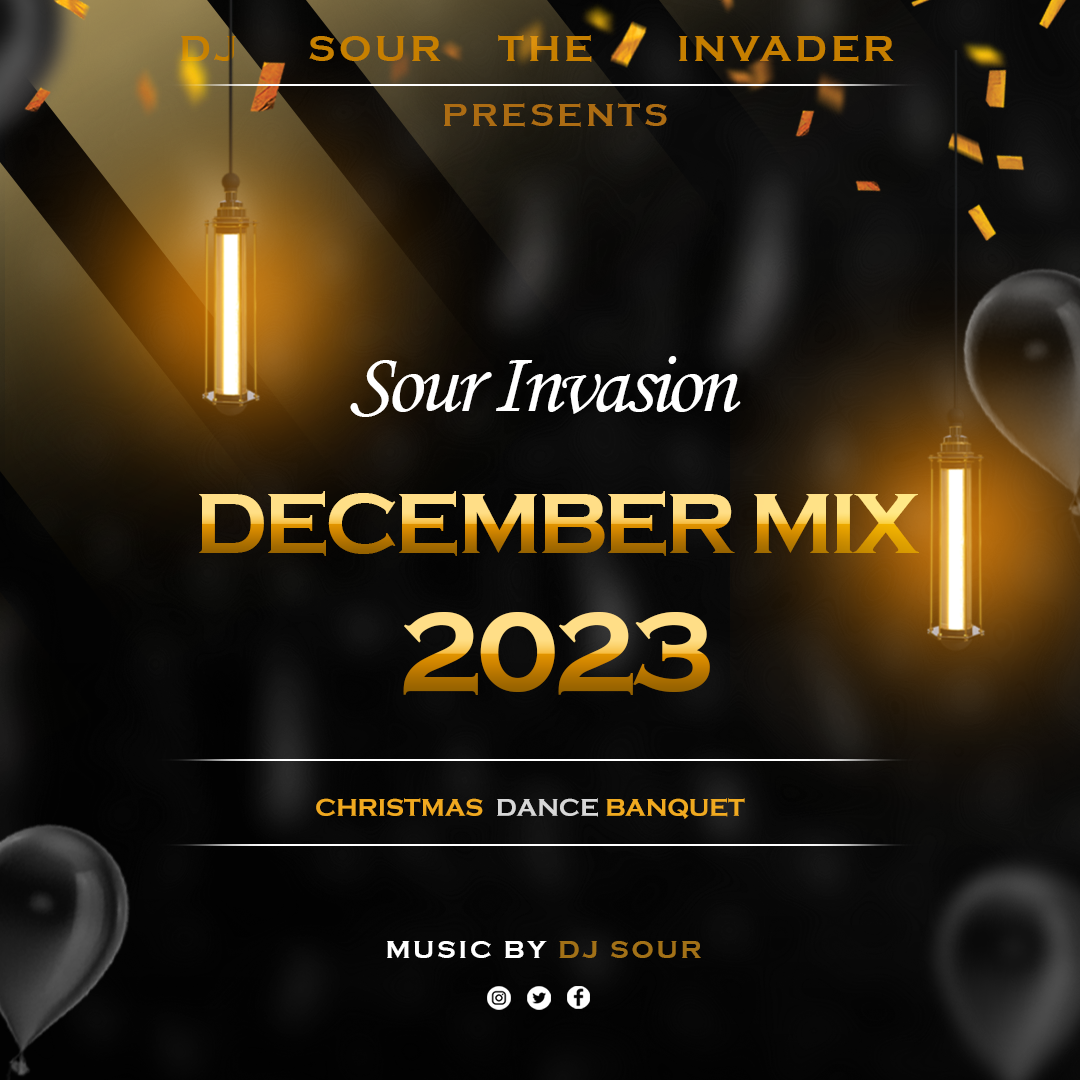 DJ SOUR THE INVADER
PRESENTS
Sour Invasion
DECEMBER MIX
2023
CHRISTMAS DANCE BANQUET
MUSIC BY DJ SOUR